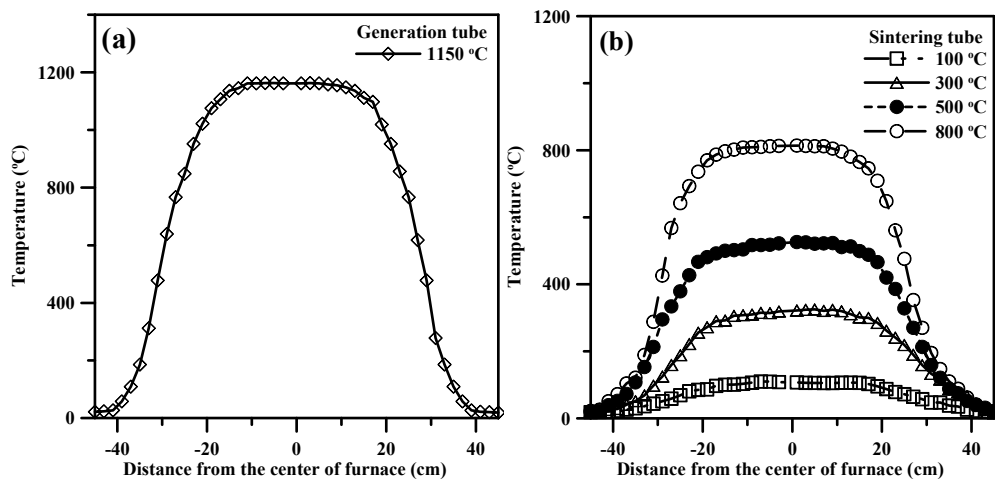 (a)
Generation tube
1150 °C
1200
800
400
0
Temperature (°C)
-40 -20 0 20 40
Distance from the center of furnace (cm)
(b)
Sintering tube
100 °C
300 °C
500 °C
800 °C
1200
800
400
0
Temperature (°C)
-40 -20 0 20 40
Distance from the center of furnace (cm)